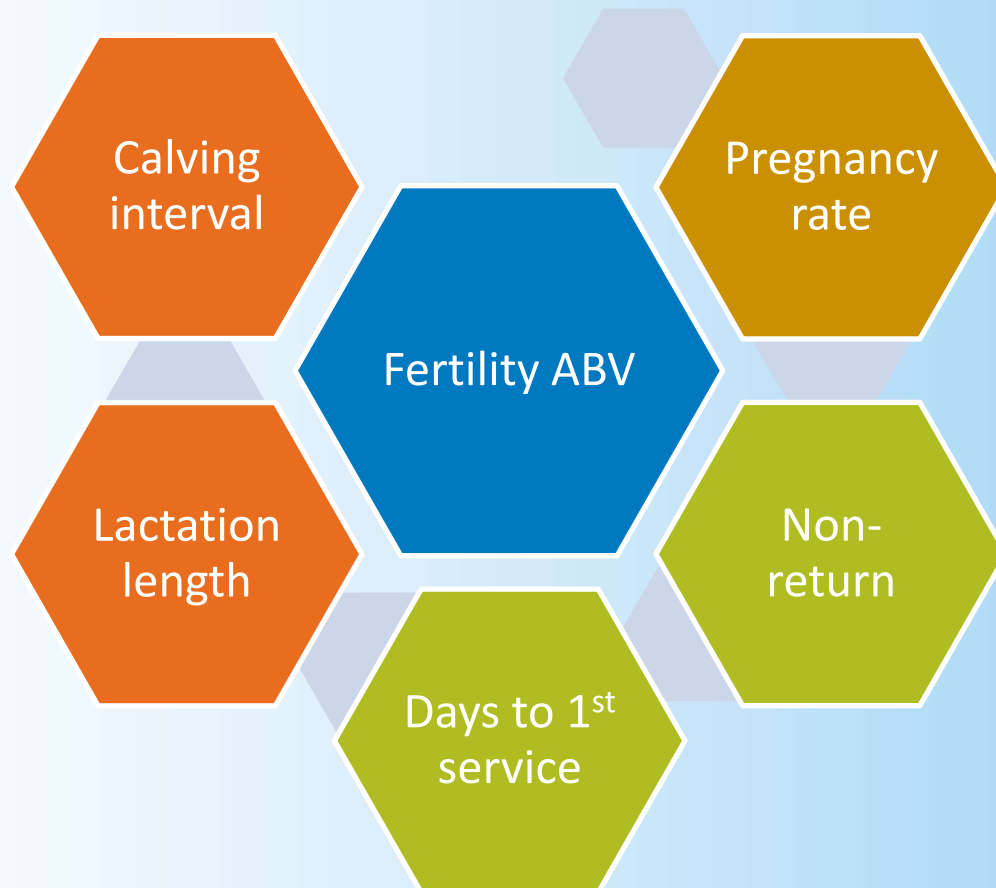 Calving
interval
Pregnancy
rate
Fertility ABV
Lactation
length
Non-
return
Days to 1st
service